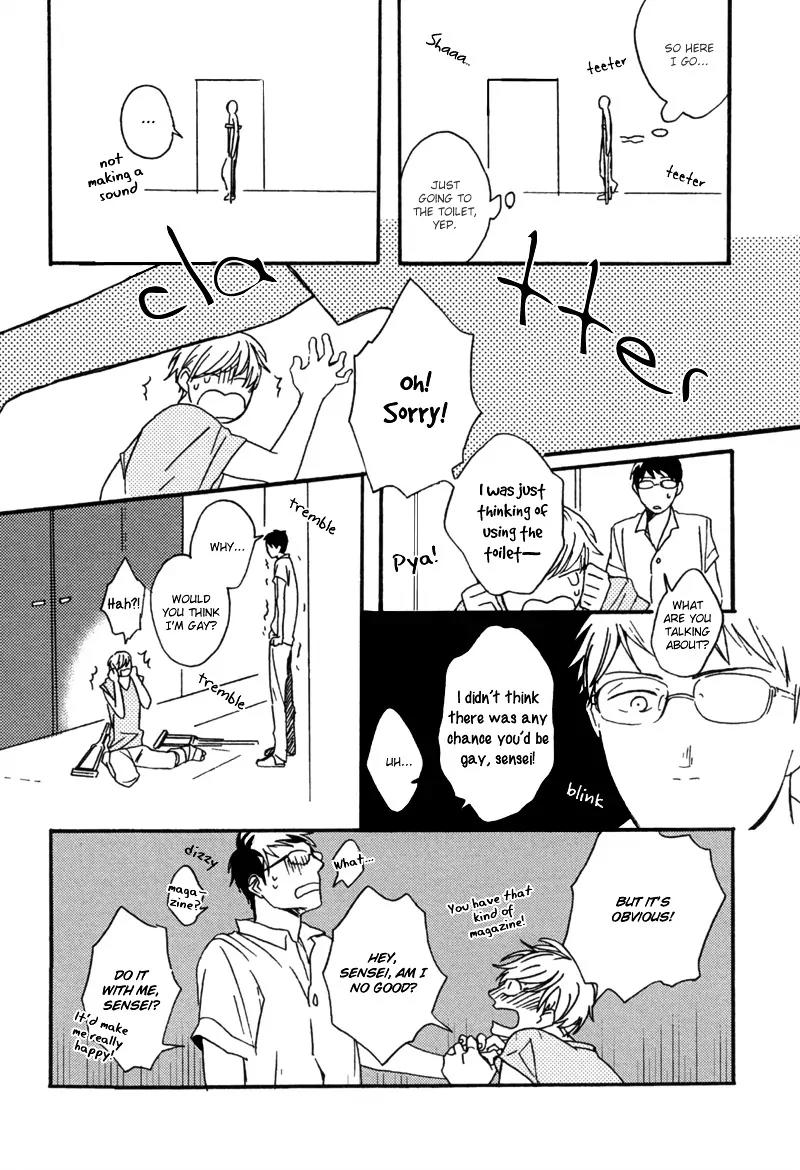 SO HERE
I GO...
teeter
Shaaa..
teeter
JUST
GOING TO
THE TOILET,
YEP.
...
not
making a
sound
clatter
Oh!
Sorry!
I was just
thinking of
using the
toilet—
Pya!
WHAT
ARE YOU
TALKING
ABOUT?
tremble
WHY...
WOULD
YOU THINK
I'M GAY?
Hah?!
tremble
I didn't think
there was any
chance you'd be
gay, sensei!
UH...
blink
BUT IT'S
OBVIOUS!
You have that
kind of
magazine!
What...
dizzy
maga-
zine?
HEY,
SENSEI, AM I
NO GOOD?
DO IT
WITH ME,
SENSEI?
It'd make
me really
happy!